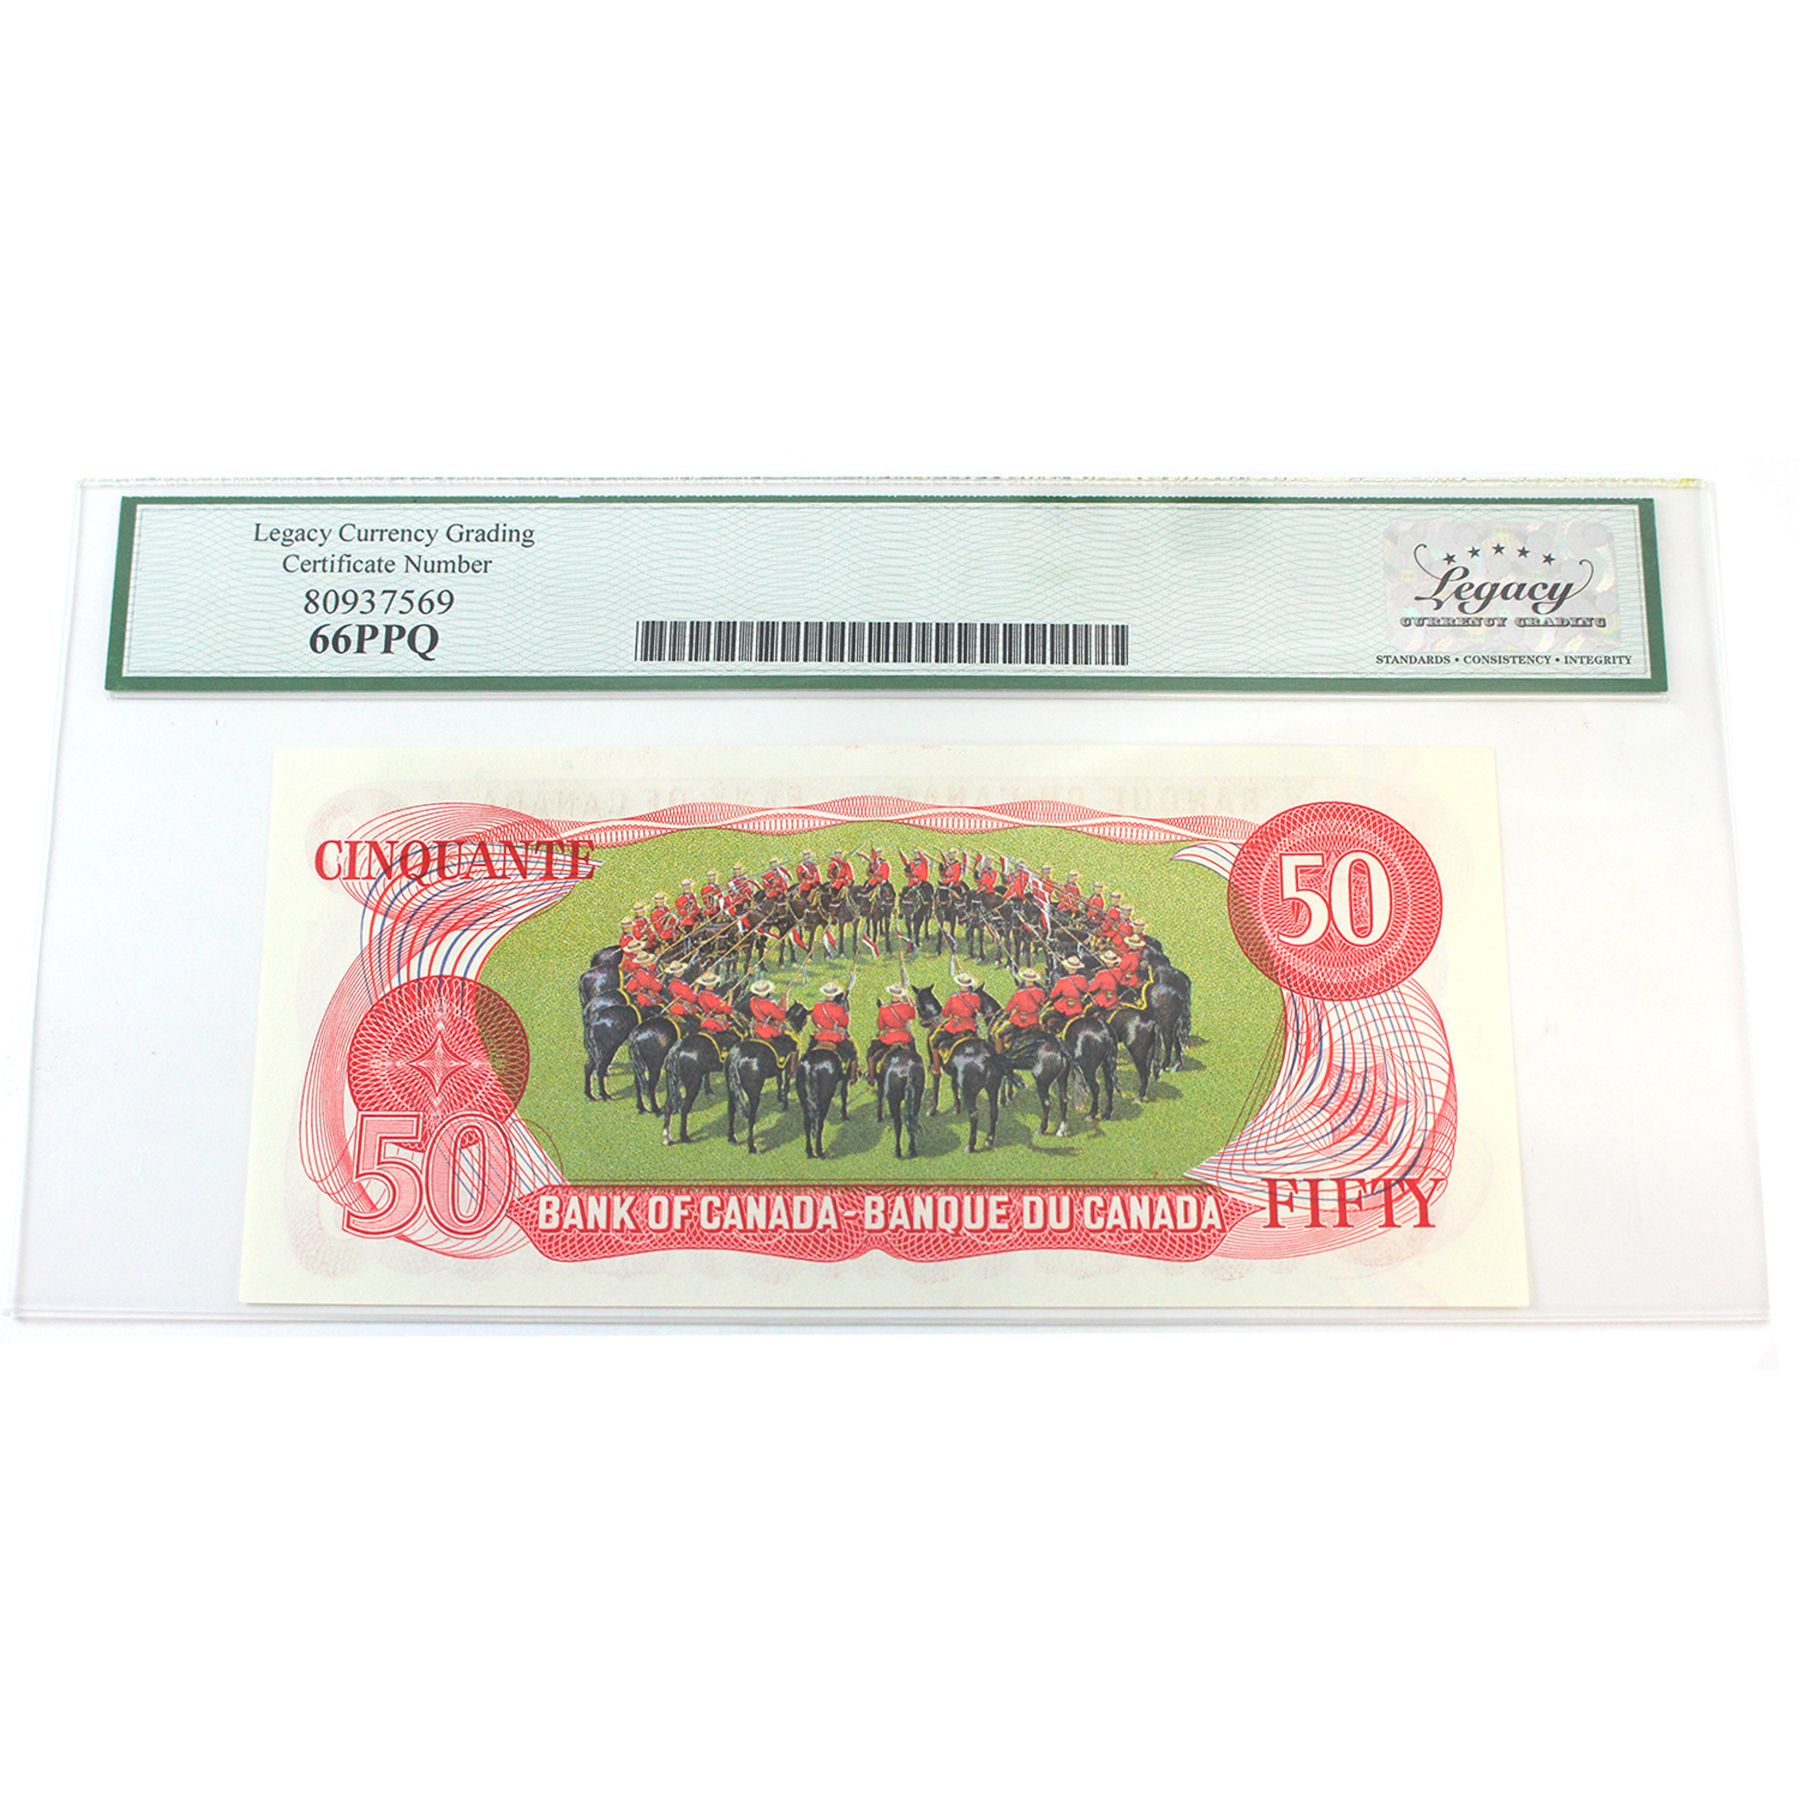 Legacy Currency Grading
Certificate Number
80937569
66PPQ
★ ★ ★ ★ ★
Legacy
CURRENCY GRADING
STANDARDS • CONSISTENCY • INTEGRITY
CINQUANTE
50
50
BANK OF CANADA-BANQUE DU CANADA
FIFTY